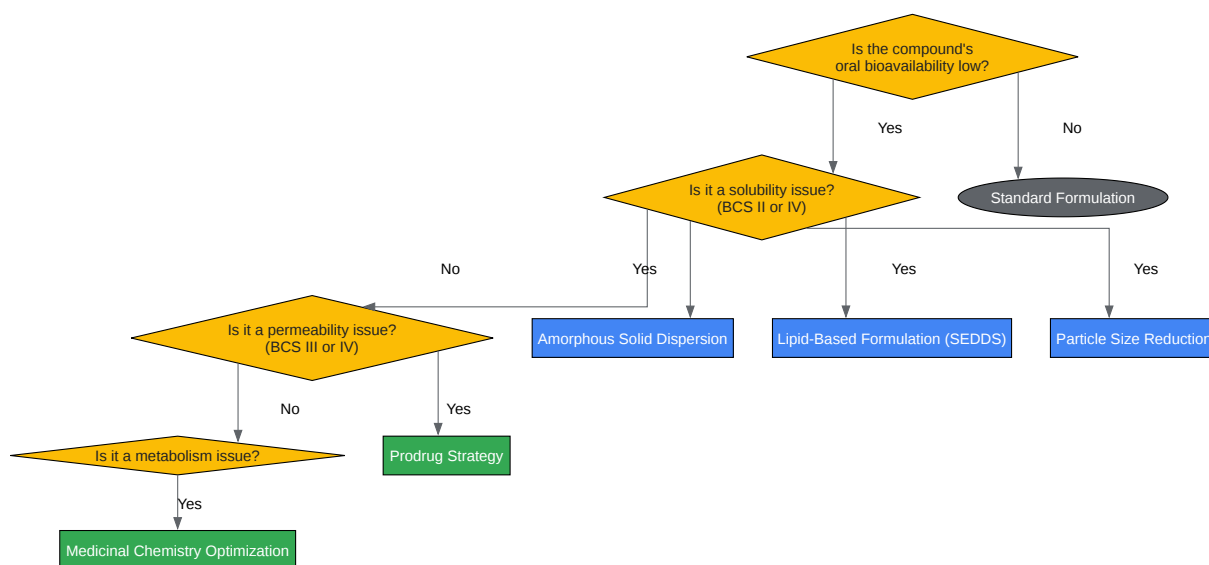 Is the compound's
oral bioavailability low?
Yes
No
Is it a solubility issue?
(BCS II or IV)
Standard Formulation
No
Yes
Yes
Yes
Is it a permeability issue?
(BCS III or IV)
Amorphous Solid Dispersion
Lipid-Based Formulation (SEDDS)
Particle Size Reduction
No
Yes
Is it a metabolism issue?
Prodrug Strategy
Yes
Medicinal Chemistry Optimization